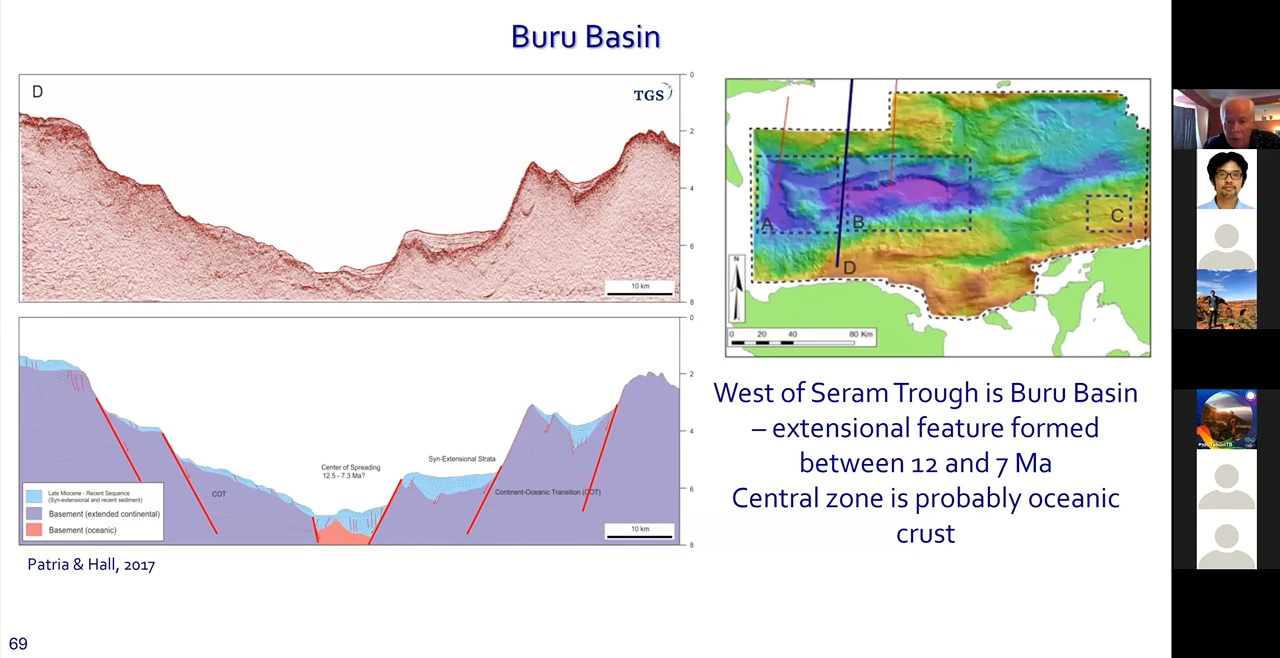 Buru Basin
D
TGS
0
2
4
6
8
10 km
0
2
4
6
8
Center of Spreading
12.5 - 7.3 Ma?
Syn-Extensional Strata
COT
Continent-Oceanic Transition (COT)
Late Miocene - Recent Sequence
(Syn-extensional and recent sediment)
Basement (extended continental)
Basement (oceanic)
10 km
Patria & Hall, 2017
A
B
C
D
N
0 20 40 80 Km
West of Seram Trough is Buru Basin
– extensional feature formed
between 12 and 7 Ma
Central zone is probably oceanic
crust
69